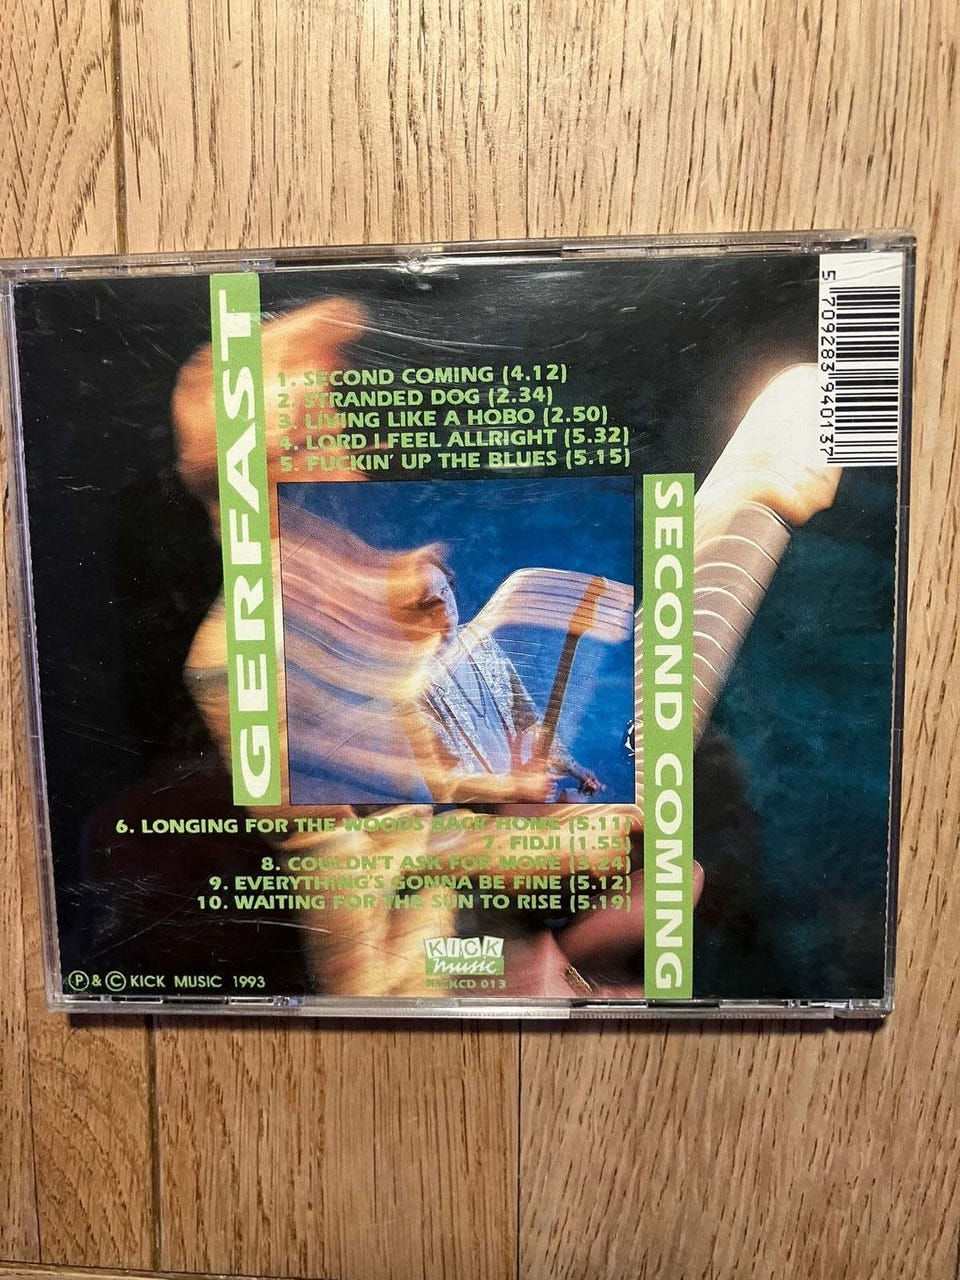 GERFAST
1. SECOND COMING (4.12)
2. STRANDED DOG (2.34)
3. LIVING LIKE A HOBO (2.50)
4. LORD I FEEL ALLRIGHT (5.32)
5. FUCKIN' UP THE BLUES (5.15)
SECOND COMING
6. LONGING FOR THE WOODS BACK HOME (5.11)
7. FIDJI (1.55)
8. COULDN'T ASK FOR MORE (3.24)
9. EVERYTHING'S GONNA BE FINE (5.12)
10. WAITING FOR THE SUN TO RISE (5.19)
KICK
music
KICKCD 013
Ⓟ & © KICK MUSIC 1993
5 709283 940137